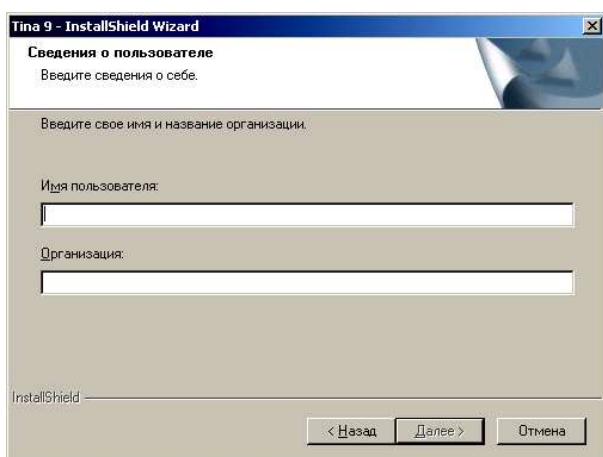 Tina 9 - InstallShield Wizard
Сведения о пользователе
Введите сведения о себе.
Введите свое имя и название организации.
Имя пользователя:
Организация:
InstallShield
< Назад Далее > Отмена